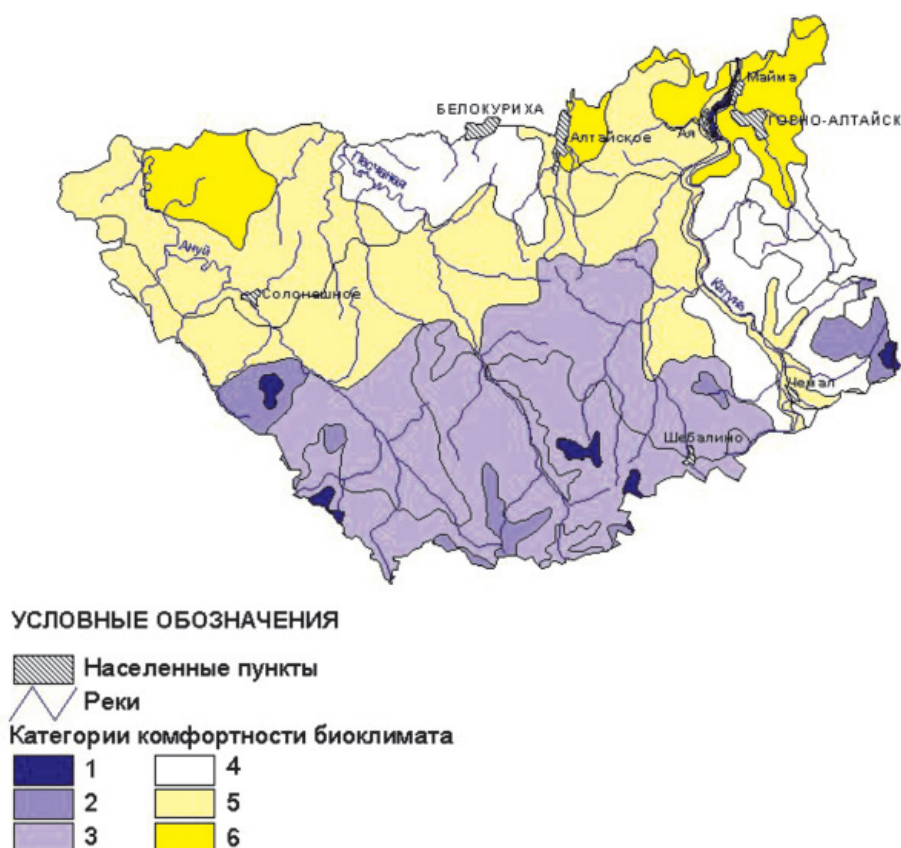 Майма
БЕЛОКУРИХА
ГОРНО-АЛТАЙСК
Ая
Алтайское
Песчаная
Ануй
Солонешное
Катунь
Чемал
Шебалино
УСЛОВНЫЕ ОБОЗНАЧЕНИЯ
Населенные пункты
Реки
Категории комфортности биоклимата
1 4
2 5
3 6